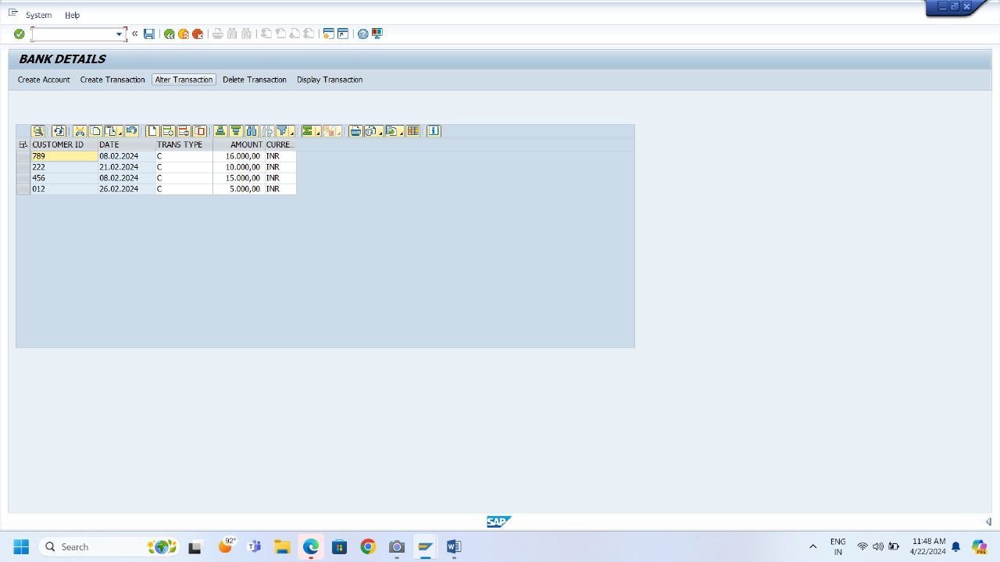 System Help
«
BANK DETAILS
Create Account Create Transaction Alter Transaction Delete Transaction Display Transaction
CUSTOMER ID DATE TRANS TYPE AMOUNT CURRE...
789 08.02.2024 C 16.000,00 INR
222 21.02.2024 C 10.000,00 INR
456 08.02.2024 C 15.000,00 INR
012 26.02.2024 C 5.000,00 INR
SAP
Search
92°
ENG
IN
11:48 AM
4/22/2024
PRE